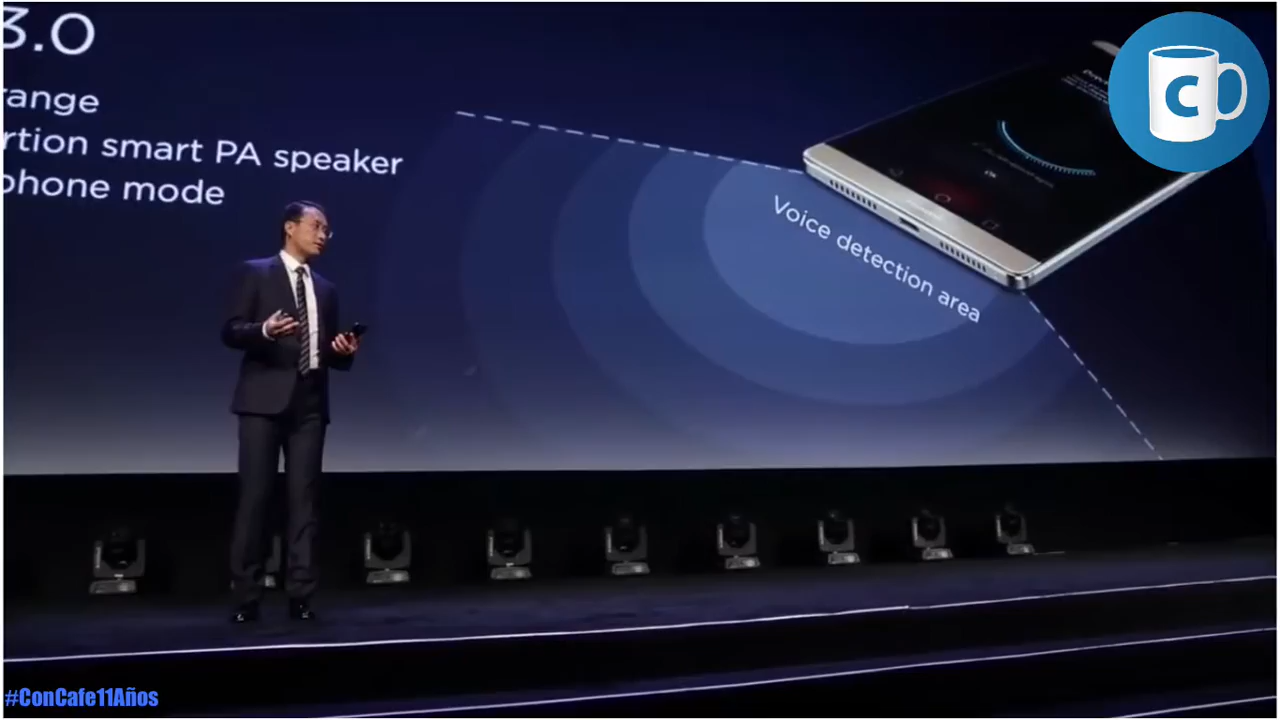 3.0
range
rtion smart PA speaker
phone mode
Voice detection area
C
#ConCafe11Años